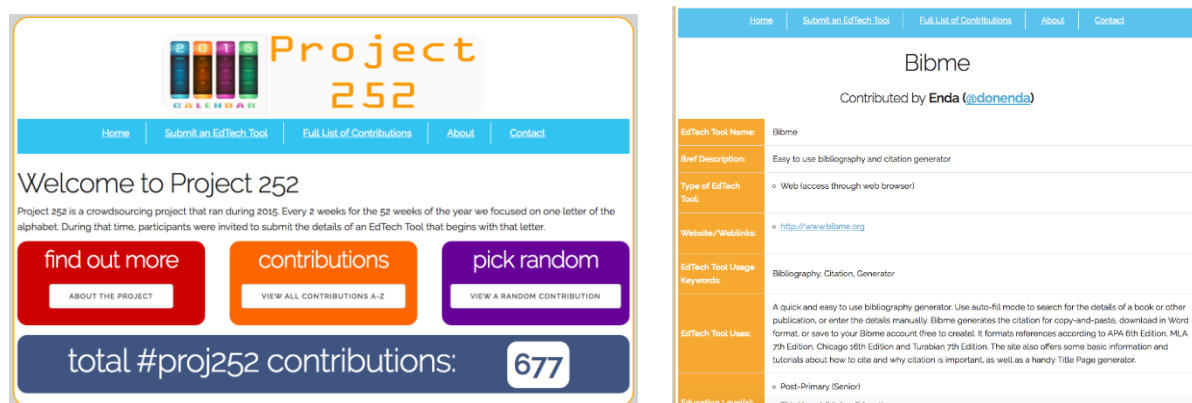 2015
CALENDAR
Project
252
Home Submit an EdTech Tool Full List of Contributions About Contact
Welcome to Project 252
Project 252 is a crowdsourcing project that ran during 2015. Every 2 weeks for the 52 weeks of the year we focused on one letter of the
alphabet. During that time, participants were invited to submit the details of an EdTech Tool that begins with that letter.
find out more
ABOUT THE PROJECT
contributions
VIEW ALL CONTRIBUTIONS A-Z
pick random
VIEW A RANDOM CONTRIBUTION
total #proj252 contributions: 677
Home Submit an EdTech Tool Full List of Contributions About Contact
Bibme
Contributed by Enda (@donenda)
EdTech Tool Name: Bibme
Bref Description: Easy to use bibliography and citation generator
Type of EdTech
Tool:
Web (access through web browser)
Website/Weblinks: http://www.bibme.org
EdTech Tool Usage
Keywords:
Bibliography, Citation, Generator
EdTech Tool Uses:
A quick and easy to use bibliography generator. Use auto-fill mode to search for the details of a book or other
publication, or enter the details manually. Bibme generates the citation for copy-and-paste, download in Word
format, or save to your Bibme account (free to create). It formats references according to APA 6th Edition, MLA
7th Edition, Chicago 16th Edition and Turabian 7th Edition. The site also offers some basic information and
tutorials about how to cite and why citation is important, as well as a handy Title Page generator.
Education Level(s):
Post-Primary (Senior)